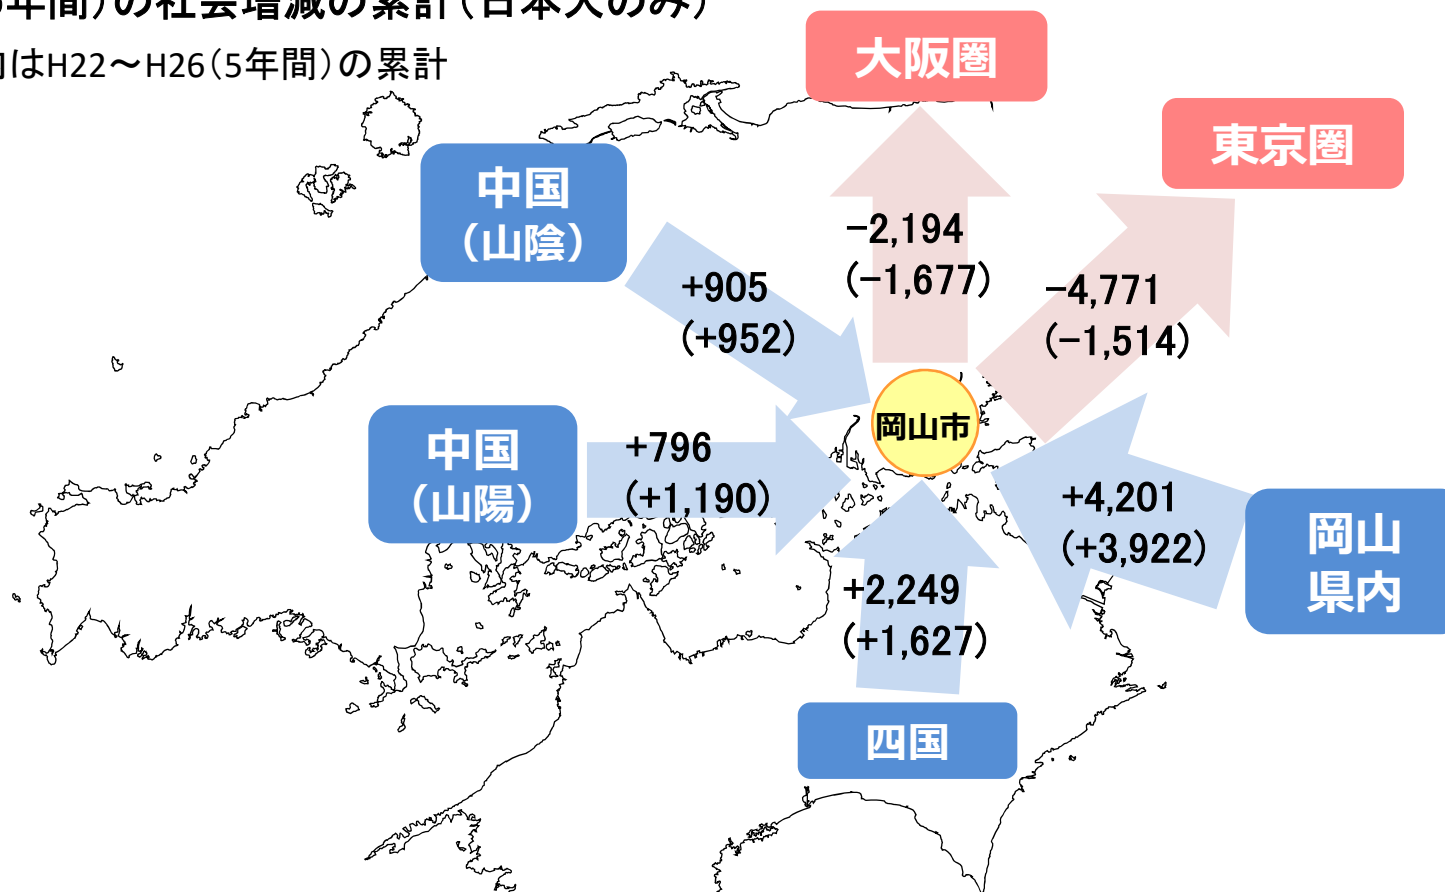 年間）の社会増減の累計（日本人のみ）
内はH22～H26（5年間）の累計
大阪圏
東京圏
中国
（山陰）
−2,194
(−1,677)
+905
(+952)
−4,771
(−1,514)
岡山市
中国
（山陽）
+796
(+1,190)
+4,201
(+3,922)
岡山
県内
+2,249
(+1,627)
四国